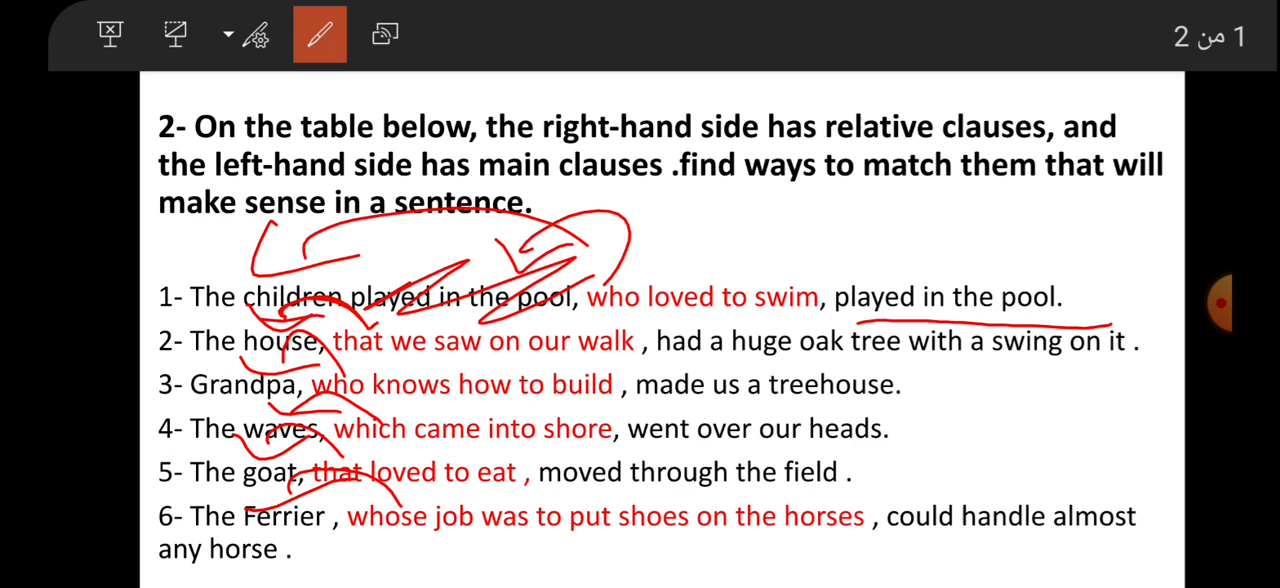 1 من 2
2- On the table below, the right-hand side has relative clauses, and
the left-hand side has main clauses .find ways to match them that will
make sense in a sentence.
1- The children played in the pool, who loved to swim, played in the pool.
2- The house, that we saw on our walk , had a huge oak tree with a swing on it .
3- Grandpa, who knows how to build , made us a treehouse.
4- The waves, which came into shore, went over our heads.
5- The goat, that loved to eat , moved through the field .
6- The Ferrier , whose job was to put shoes on the horses , could handle almost
any horse .